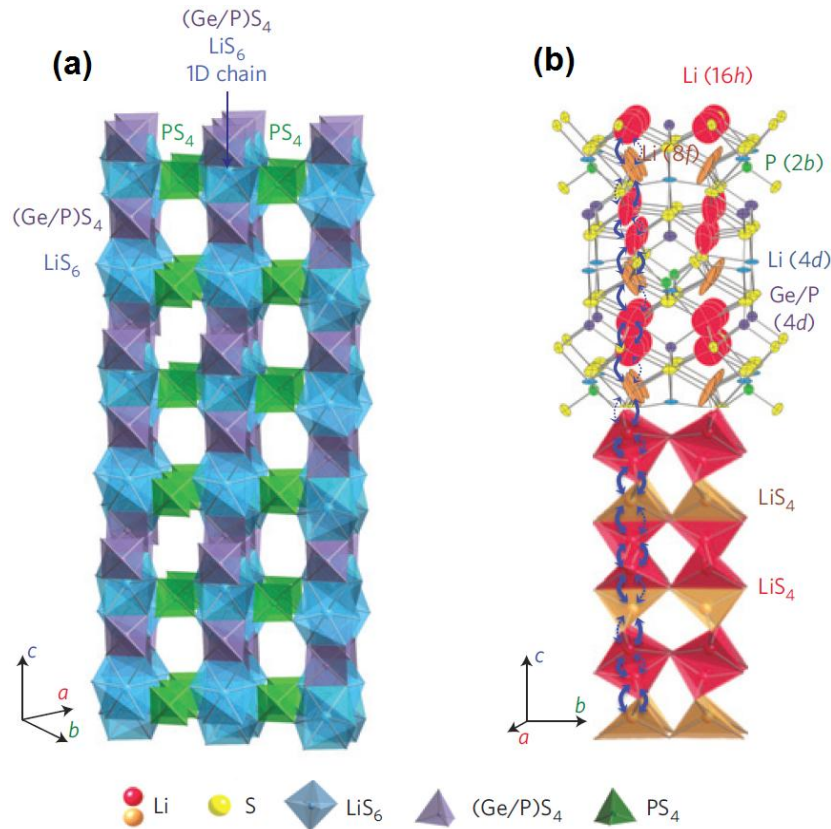 (a)
(Ge/P)S4
LiS6
1D chain
PS4
PS4
(Ge/P)S4
LiS6
c
a
b
(b)
Li (16h)
Li (8f)
P (2b)
Li (4d)
Ge/P
(4d)
LiS4
LiS4
c
b
a
Li
S
LiS6
(Ge/P)S4
PS4